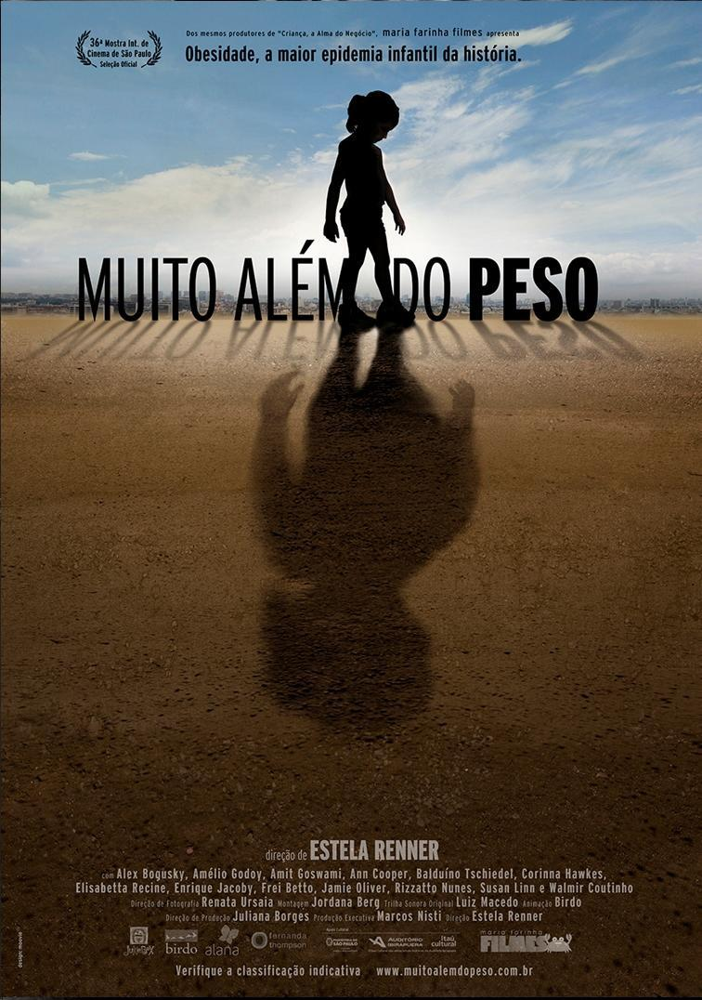 36ª Mostra Int. de
Cinema de São Paulo
Seleção Oficial
Dos mesmos produtores de "Criança, a Alma do Negócio", maria farinha filmes apresenta
Obesidade, a maior epidemia infantil da história.
MUITO ALÉM DO PESO
direção de ESTELA RENNER
com Alex Bogusky, Amélio Godoy, Amit Goswami, Ann Cooper, Balduíno Tschiedel, Corinna Hawkes,
Elisabetta Recine, Enrique Jacoby, Frei Betto, Jamie Oliver, Rizzatto Nunes, Susan Linn e Walmir Coutinho
Direção de Fotografia Renata Ursaia Montagem Jordana Berg Trilha Sonora Original Luiz Macedo Animação Birdo
Direção de Produção Juliana Borges Produção Executiva Marcos Nisti Direção Estela Renner
birdo
alana
fernanda
thompson
Apoio Cultural
PREFEITURA DE
SÃO PAULO
AUDITÓRIO
IBIRAPUERA
Itaú
cultural
maria farinha
FILMES
Verifique a classificação indicativa www.muitoalemdopeso.com.br
design: moovie